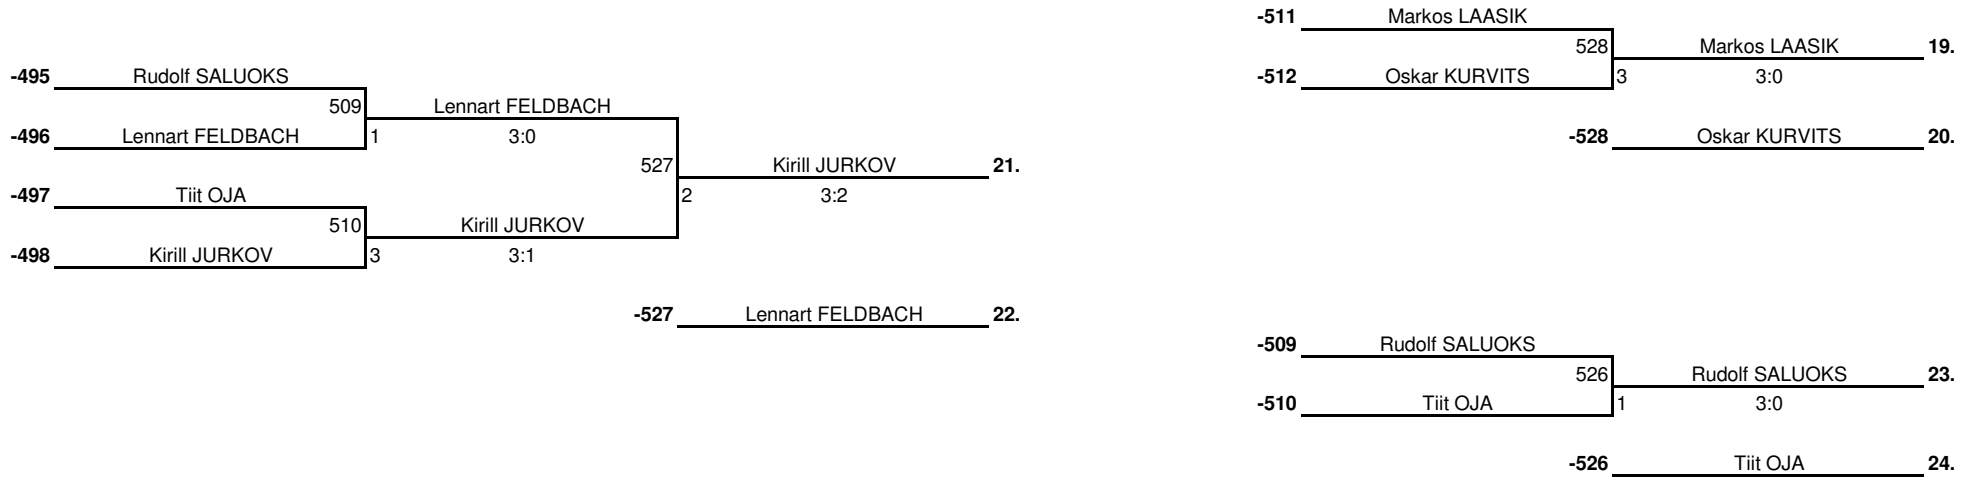 -511 Markos LAASIK
528 Markos LAASIK 19.
-495 Rudolf SALUOKS
-512 Oskar KURVITS 3 3:0
509 Lennart FELDBACH
-496 Lennart FELDBACH 1 3:0
-528 Oskar KURVITS 20.
527 Kirill JURKOV 21.
-497 Tiit OJA 2 3:2
510 Kirill JURKOV
-498 Kirill JURKOV 3 3:1
-527 Lennart FELDBACH 22.
-509 Rudolf SALUOKS
526 Rudolf SALUOKS 23.
-510 Tiit OJA 1 3:0
-526 Tiit OJA 24.